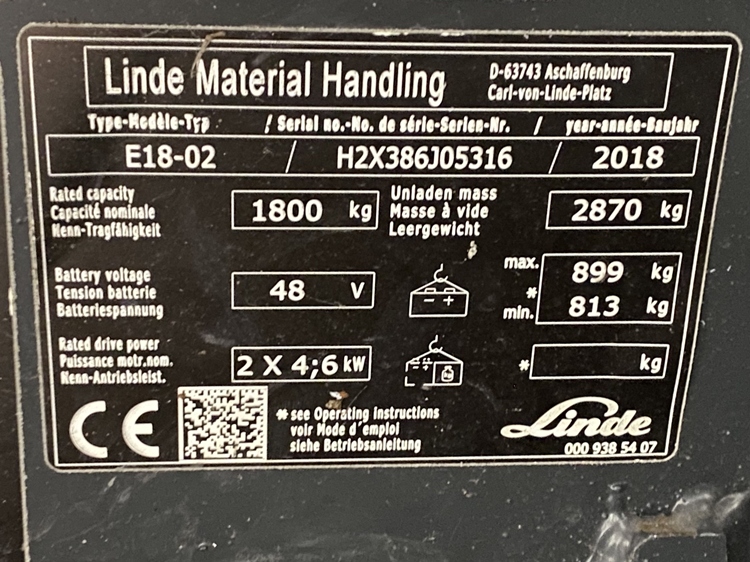 Linde Material Handling
D-63743 Aschaffenburg
Carl-von-Linde-Platz
Type-Modèle-Typ / Serial no.-No. de série-Serien-Nr. / year-année-Baujahr
E18-02 / H2X386J05316 / 2018
Rated capacity
Capacité nominale
Nenn-Tragfähigkeit
1800 kg
Unladen mass
Masse à vide
Leergewicht
2870 kg
Battery voltage
Tension batterie
Batteriespannung
48 V
max. 899 kg
*
min. 813 kg
Rated drive power
Puissance motr.nom.
Nenn-Antriebsleist.
2 X 4;6 kW
* kg
CE
* see Operating instructions
voir Mode d'emploi
siehe Betriebsanleitung
Linde
000 938 54 07